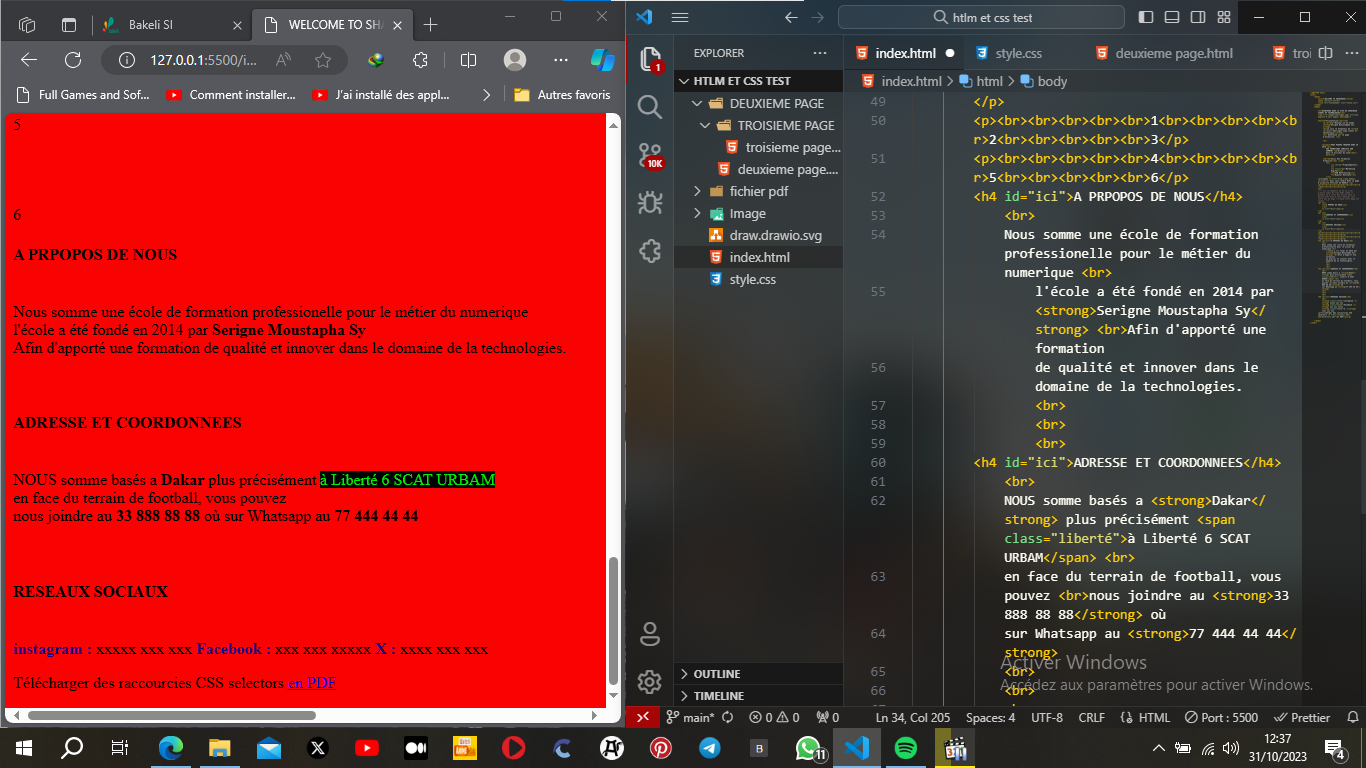 Bakeli SI
WELCOME TO SH
127.0.0.1:5500/i...
Full Games and Sof...
Comment installer...
J'ai installé des appl...
Autres favoris
5
6
A PRPOPOS DE NOUS
Nous somme une école de formation professionelle pour le métier du numerique
l'école a été fondé en 2014 par Serigne Moustapha Sy
Afin d'apporté une formation de qualité et innover dans le domaine de la technologies.
ADRESSE ET COORDONNEES
NOUS somme basés a Dakar plus précisément à Liberté 6 SCAT URBAM
en face du terrain de football, vous pouvez
nous joindre au 33 888 88 88 où sur Whatsapp au 77 444 44 44
RESEAUX SOCIAUX
instagram : xxxxx xxx xxx Facebook : xxx xxx xxxxx X : xxxx xxx xxx
Télécharger des raccourcies CSS selectors en PDF
htlm et css test
EXPLORER
HTLM ET CSS TEST
DEUXIEME PAGE
TROISIEME PAGE
troisieme page...
deuxieme page....
fichier pdf
Image
draw.drawio.svg
index.html
style.css
OUTLINE
TIMELINE
1
10K
index.html
style.css
deuxieme page.html
troi
index.html > html > body
49 </p>
50 <p><br><br><br><br><br>1<br><br><br><br><b
r>2<br><br><br><br><br>3</p>
51 <p><br><br><br><br><br>4<br><br><br><br><b
r>5<br><br><br><br><br>6</p>
52 <h4 id="ici">A PRPOPOS DE NOUS</h4>
53 <br>
54 Nous somme une école de formation
professionelle pour le métier du
numerique <br>
55 l'école a été fondé en 2014 par
<strong>Serigne Moustapha Sy</
strong> <br>Afin d'apporté une
formation
56 de qualité et innover dans le
domaine de la technologies.
57 <br>
58 <br>
59 <br>
60 <h4 id="ici">ADRESSE ET COORDONNEES</h4>
61 <br>
62 NOUS somme basés a <strong>Dakar</
strong> plus précisément <span
class="liberté">à Liberté 6 SCAT
URBAM</span> <br>
63 en face du terrain de football, vous
pouvez <br>nous joindre au <strong>33
888 88 88</strong> où
64 sur Whatsapp au <strong>77 444 44 44</
strong>
65 <br>
66 <br>
Activer Windows
Accédez aux paramètres pour activer Windows.
main* 0 0 0 Ln 34, Col 205 Spaces: 4 UTF-8 CRLF HTML Port : 5500 Prettier
11
12:37
31/10/2023
4